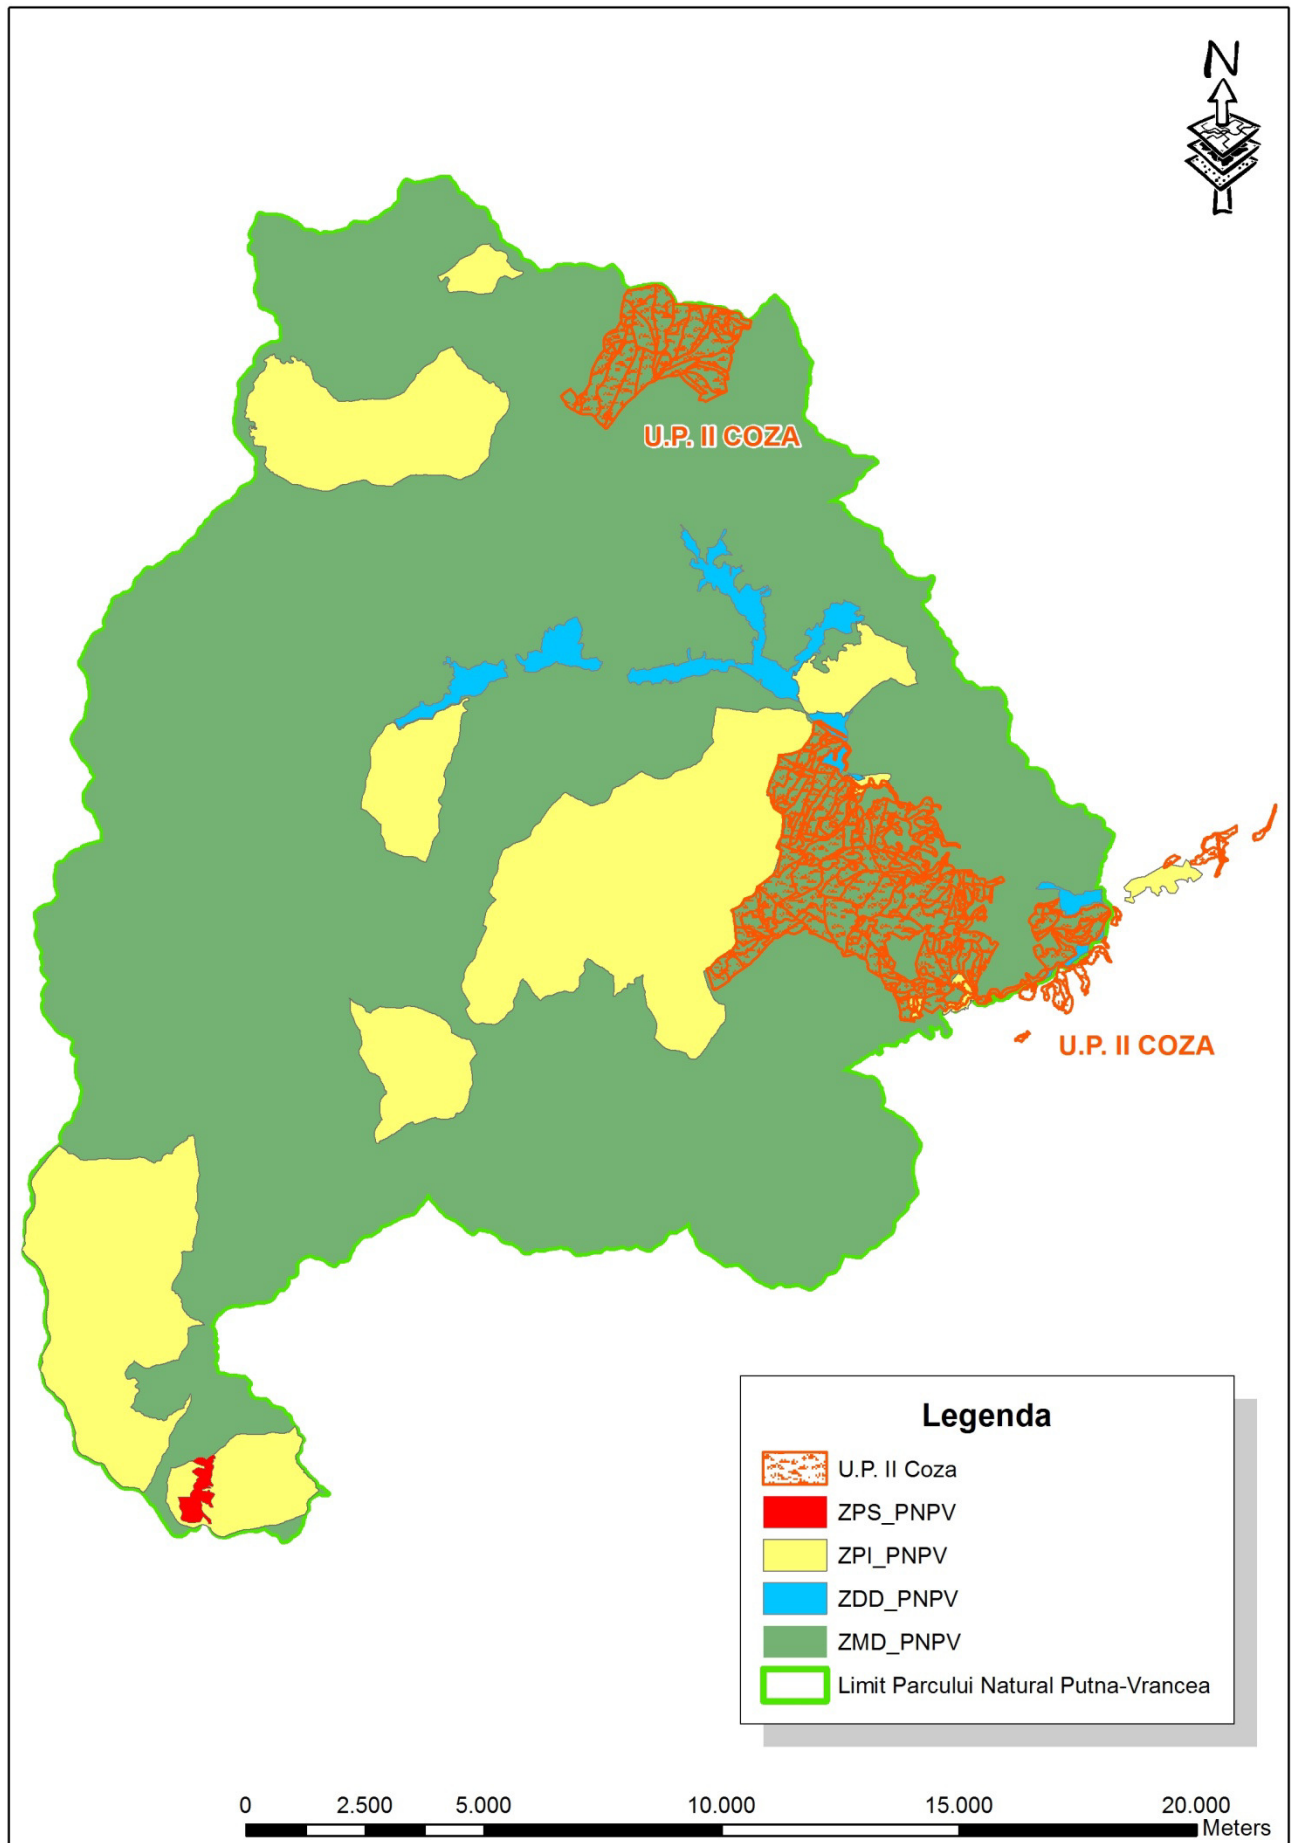 N
U.P. II COZA
U.P. II COZA
Legenda
U.P. II Coza
ZPS_PNPV
ZPI_PNPV
ZDD_PNPV
ZMD_PNPV
Limit Parcului Natural Putna-Vrancea
0 2.500 5.000 10.000 15.000 20.000
Meters